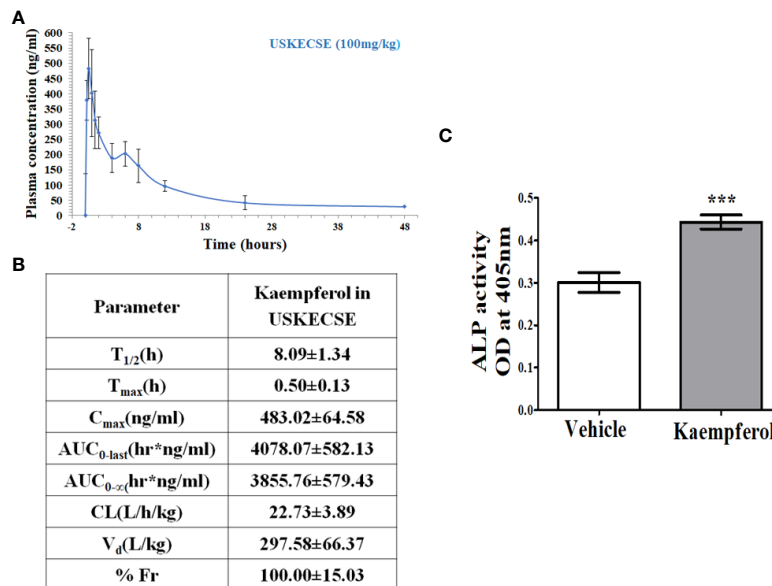 A
USKECSE (100mg/kg)
Plasma concentration (ng/ml)
600
550
500
450
400
350
300
250
200
150
100
50
0
-2 8 18 28 38 48
Time (hours)
B
Parameter Kaempferol in USKECSE
T1/2(h) 8.09±1.34
Tmax(h) 0.50±0.13
Cmax(ng/ml) 483.02±64.58
AUC0-last(hr*ng/ml) 4078.07±582.13
AUC0-∞(hr*ng/ml) 3855.76±579.43
CL(L/h/kg) 22.73±3.89
Vd(L/kg) 297.58±66.37
% Fr 100.00±15.03
C
ALP activity
OD at 405nm
0.5
0.4
0.3
0.2
0.1
0.0
***
Vehicle Kaempferol